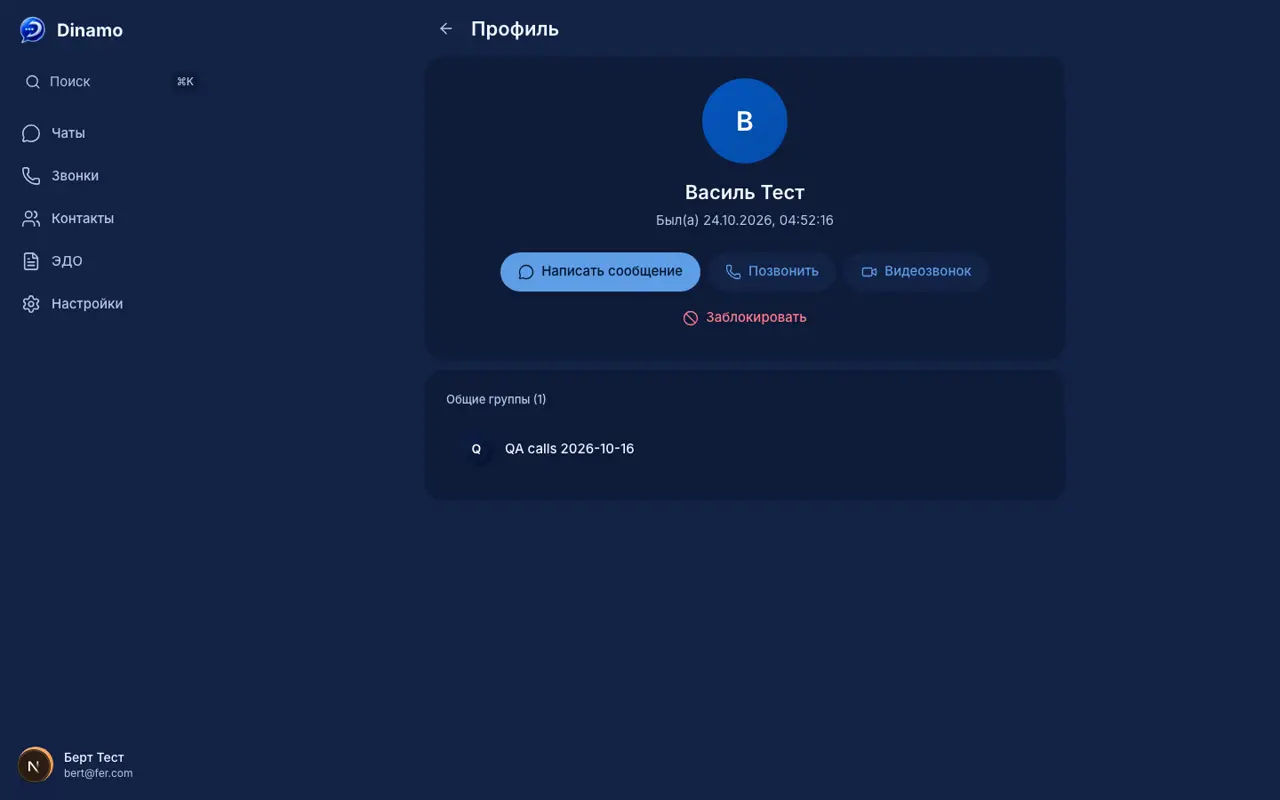 Dinamo
Поиск ⌘K
Чаты
Звонки
Контакты
ЭДО
Настройки
Берт Тест
bert@fer.com
N
Профиль
В
Василь Тест
Был(а) 24.10.2026, 04:52:16
Написать сообщение
Позвонить
Видеозвонок
Заблокировать
Общие группы (1)
Q
QA calls 2026-10-16